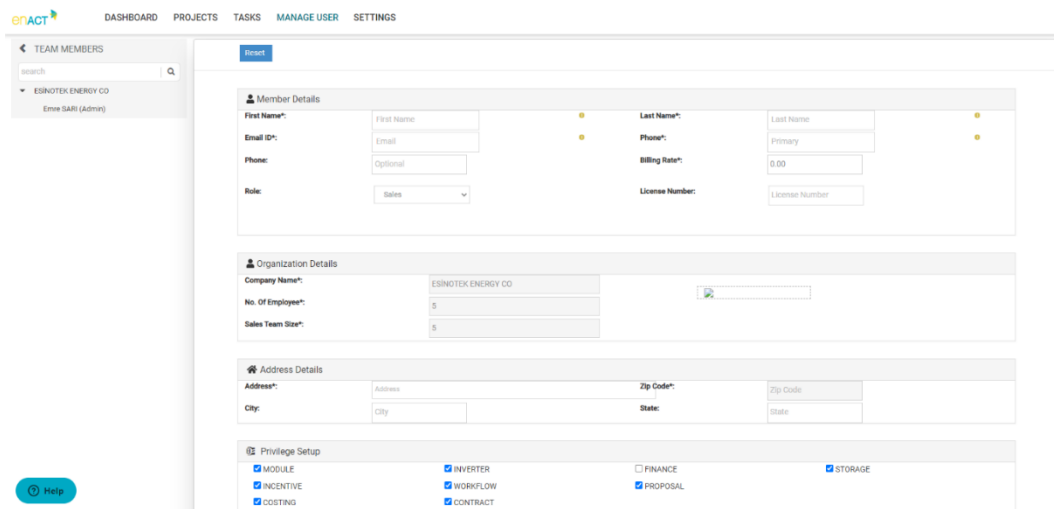 enACT
DASHBOARD PROJECTS TASKS MANAGE USER SETTINGS
TEAM MEMBERS
search
ESİNOTEK ENERGY CO
Emre SARI (Admin)
Reset
Member Details
First Name*: First Name Last Name*: Last Name
Email ID*: Email Phone*: Primary
Phone: Optional Billing Rate*: 0.00
Role: Sales License Number: License Number
Organization Details
Company Name*: ESİNOTEK ENERGY CO
No. Of Employee*: 5
Sales Team Size*: 5
Address Details
Address*: Address Zip Code*: Zip Code
City: City State: State
Privilege Setup
MODULE INVERTER FINANCE STORAGE
INCENTIVE WORKFLOW PROPOSAL
COSTING CONTRACT
Help